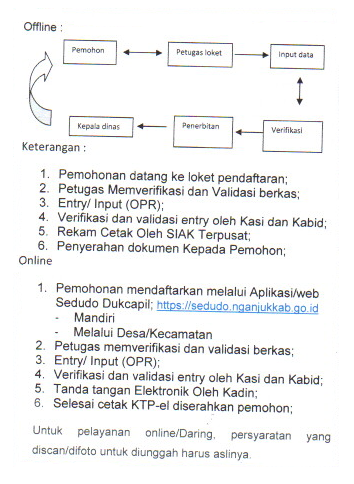 Offline :
Pemohon
Petugas loket
Input data
Kepala dinas
Penerbitan
Verifikasi
Keterangan :
1. Pemohonan datang ke loket pendaftaran;
2. Petugas Memverifikasi dan Validasi berkas;
3. Entry/ Input (OPR);
4. Verifikasi dan validasi entry oleh Kasi dan Kabid;
5. Rekam Cetak Oleh SIAK Terpusat;
6. Penyerahan dokumen Kepada Pemohon;
Online
1. Pemohonan mendaftarkan melalui Aplikasi/web
Sedudo Dukcapil; https://sedudo.nganjukkab.go.id
- Mandiri
- Melalui Desa/Kecamatan
2. Petugas memverifikasi dan validasi berkas;
3. Entry/ Input (OPR);
4. Verifikasi dan validasi entry oleh Kasi dan Kabid;
5. Tanda tangan Elektronik Oleh Kadin;
6. Selesai cetak KTP-el diserahkan pemohon;
Untuk pelayanan online/Daring, persyaratan yang
discan/difoto untuk diunggah harus aslinya.